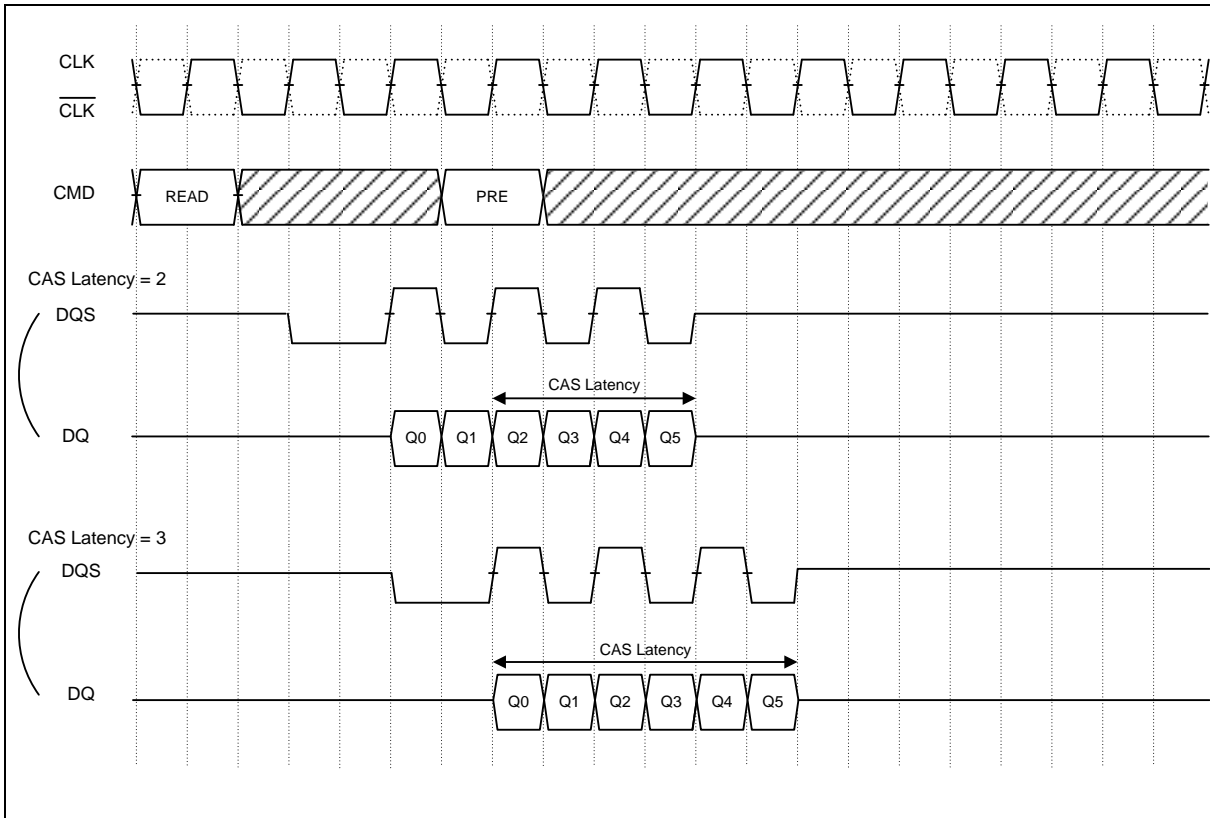 CLK
CLK
CMD
READ
PRE
CAS Latency = 2
DQS
CAS Latency
DQ
Q0 Q1 Q2 Q3 Q4 Q5
CAS Latency = 3
DQS
CAS Latency
DQ
Q0 Q1 Q2 Q3 Q4 Q5